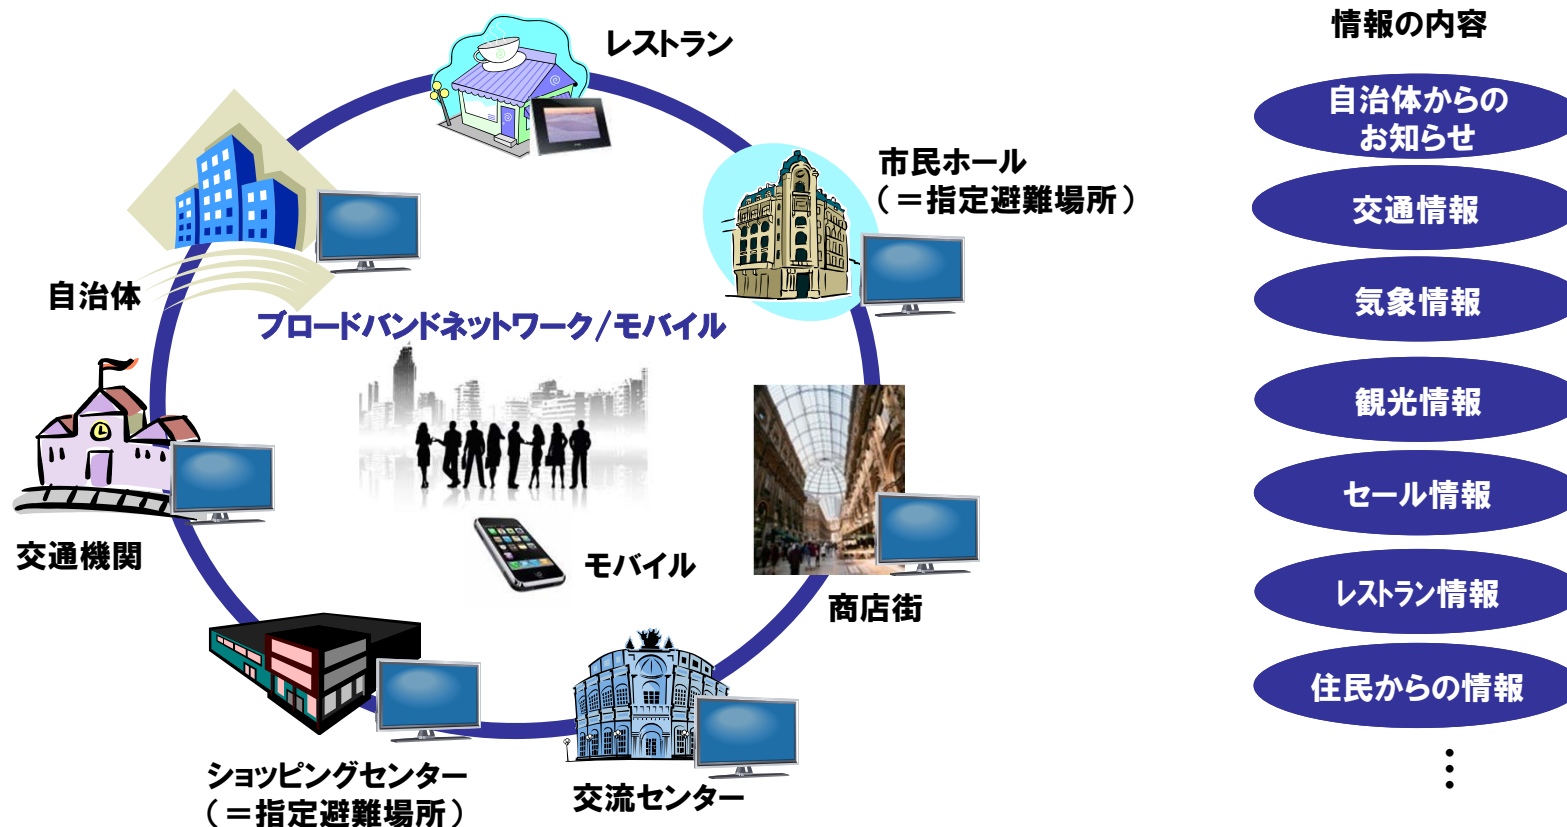 レストラン
市民ホール
（＝指定避難場所）
自治体
ブロードバンドネットワーク/モバイル
交通機関
モバイル
商店街
ショッピングセンター
（＝指定避難場所）
交流センター
情報の内容
自治体からの
お知らせ
交通情報
気象情報
観光情報
セール情報
レストラン情報
住民からの情報
⋮